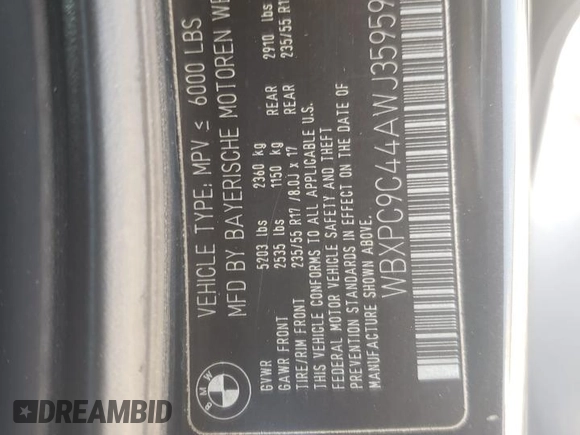 VEHICLE TYPE: MPV ≤ 6000 LBS
MFD BY BAYERISCHE MOTOREN
BMW
GVWR 5203 lbs 2360 kg
GAWR FRONT 2535 lbs 1150 kg REAR 2910 lbs
TIRE/RIM FRONT 235/55 R17 /8.0J x 17 REAR 235/55 R17
THIS VEHICLE CONFORMS TO ALL APPLICABLE U.S.
FEDERAL MOTOR VEHICLE SAFETY AND THEFT
PREVENTION STANDARDS IN EFFECT ON THE DATE OF
MANUFACTURE SHOWN ABOVE.
WBXPC9C44AWJ35959
DREAMBID